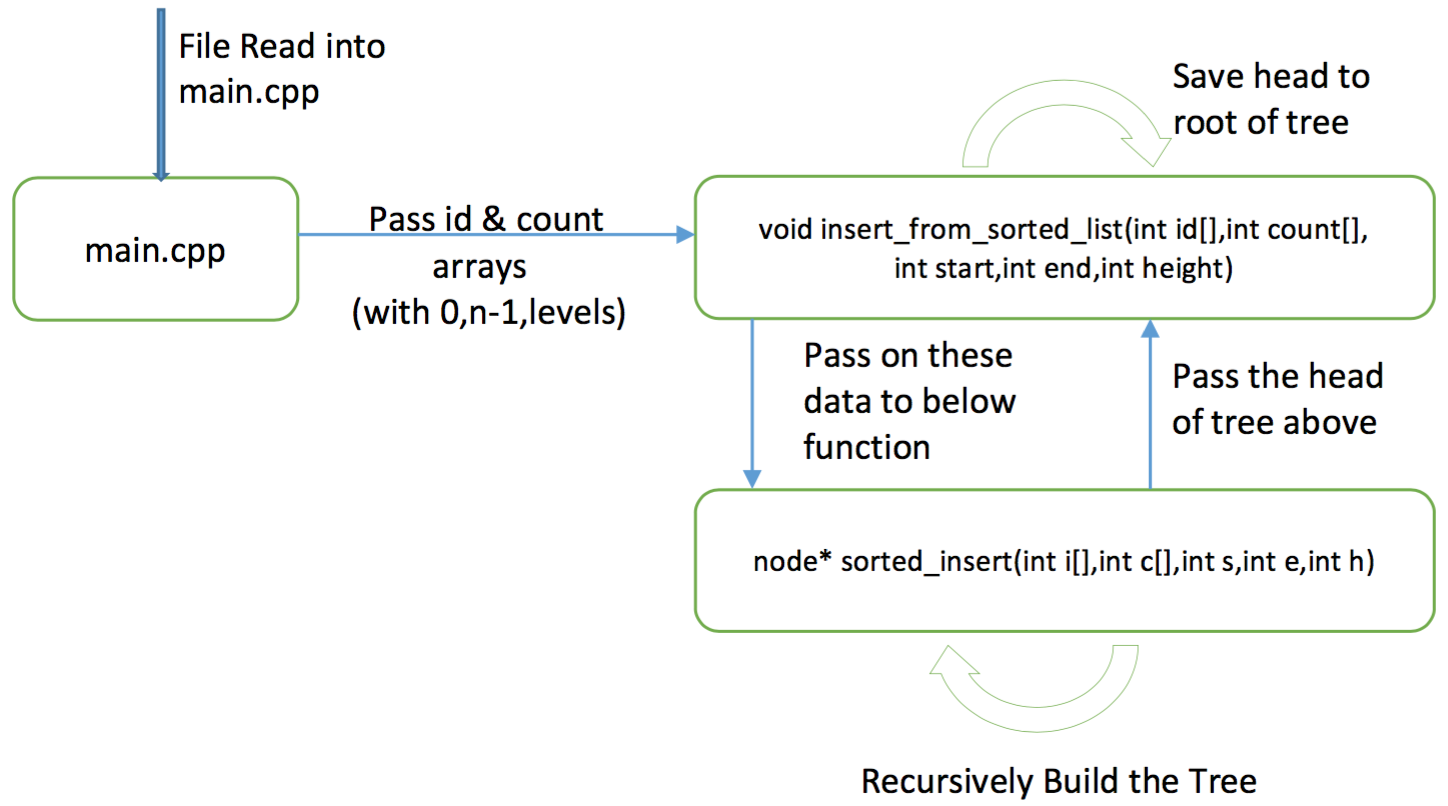 File Read into
main.cpp
Save head to
root of tree
main.cpp
Pass id & count
arrays
(with 0,n-1,levels)
void insert_from_sorted_list(int id[],int count[],
int start,int end,int height)
Pass on these
data to below
function
Pass the head
of tree above
node* sorted_insert(int i[],int c[],int s,int e,int h)
Recursively Build the Tree